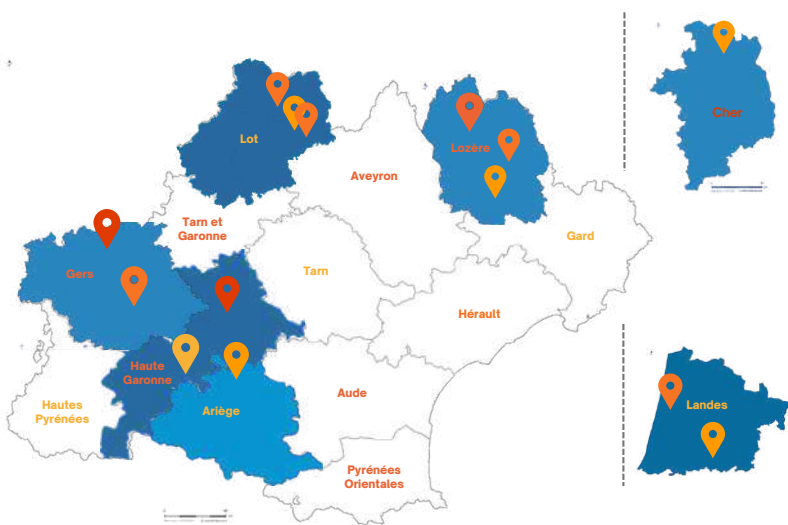 Cher
Lot
Lozère
Aveyron
Tarn et
Garonne
Gard
Gers
Tarn
Hérault
Haute
Garonne
Aude
Hautes
Pyrénées
Ariège
Landes
Pyrénées
Orientales